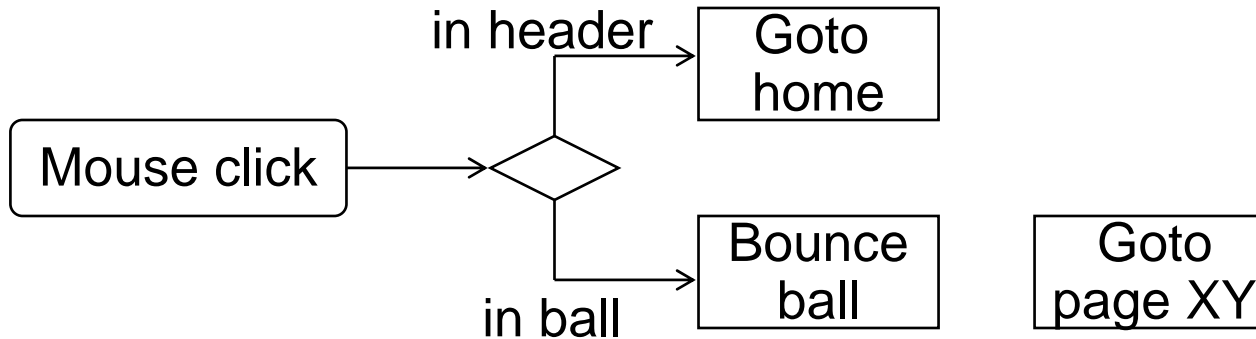 in header
Goto
home
Mouse click
Bounce
ball
Goto
page XY
in ball